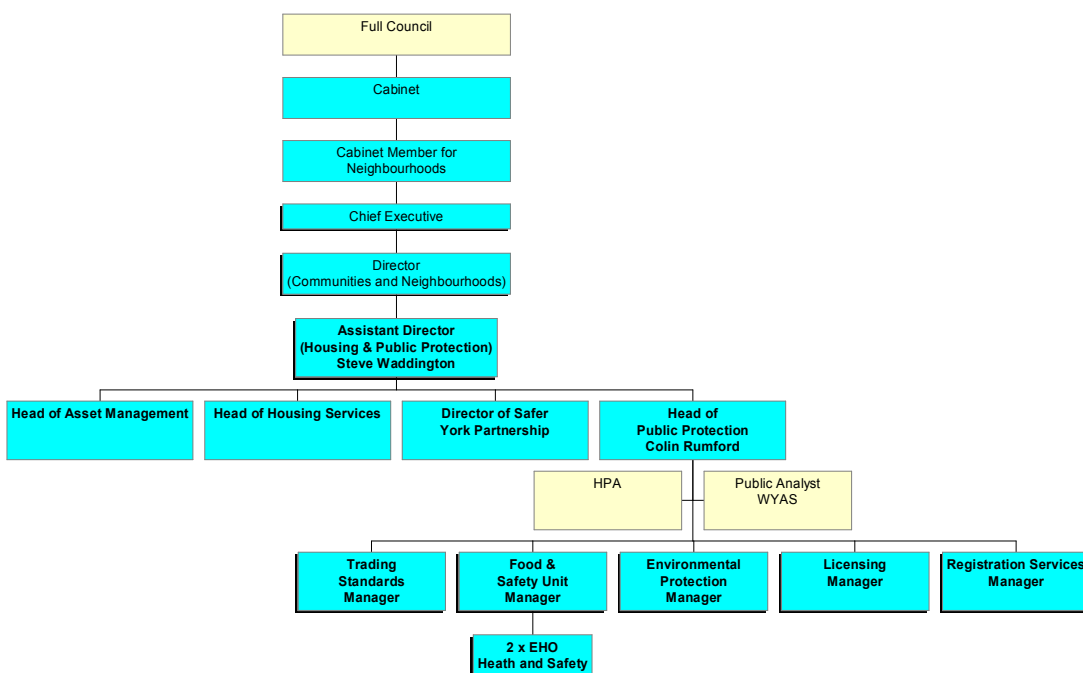 Full Council
Cabinet
Cabinet Member for
Neighbourhoods
Chief Executive
Director
(Communities and Neighbourhoods)
Assistant Director
(Housing & Public Protection)
Steve Waddington
Head of Asset Management
Head of Housing Services
Director of Safer
York Partnership
Head of
Public Protection
Colin Rumford
HPA
Public Analyst
WYAS
Trading
Standards
Manager
Food &
Safety Unit
Manager
Environmental
Protection
Manager
Licensing
Manager
Registration Services
Manager
2 x EHO
Heath and Safety